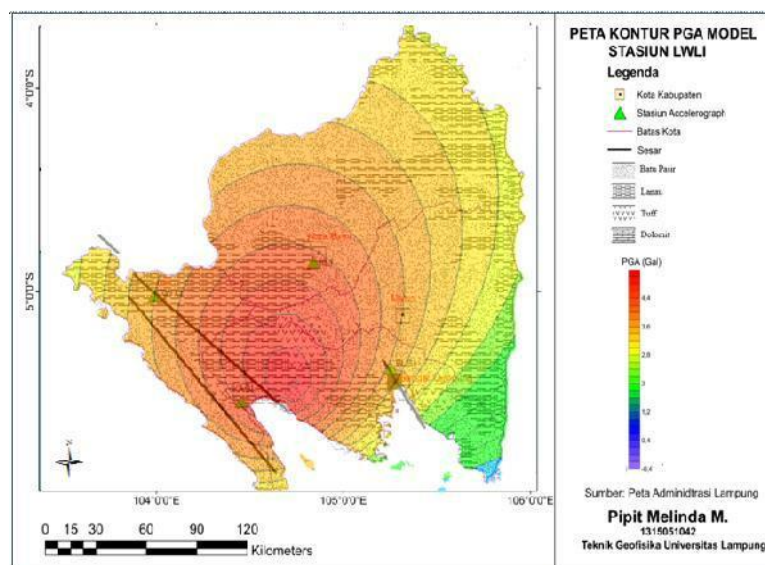 PETA KONTUR PGA MODEL
STASIUN LWLI
Legenda
Kota Kabupaten
Stasiun Accelerograph
Batas Kota
Sesar
Batu Pasir
Lanau
Tuff
Dolomit
PGA (Gal)
4,4
3,6
2,8
2
1,2
0,4
-0,4
Sumber: Peta Adminidtrasi Lampung
Pipit Melinda M.
1315051042
Teknik Geofisika Universitas Lampung
4°0'0"S
5°0'0"S
104°0'0"E
105°0'0"E
106°0'0"E
Metro
0 15 30 60 90 120
Kilometers